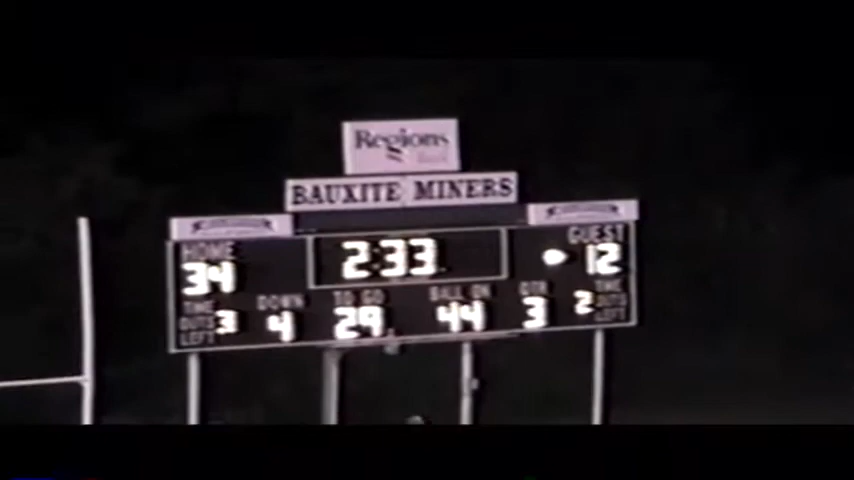 Regions
BAUXITE MINERS
HOME
34
2:33
GUEST
12
TIME OUTS LEFT 3
DOWN 4
TO GO 29
BALL ON 44
QTR 3
2 TIME OUTS LEFT